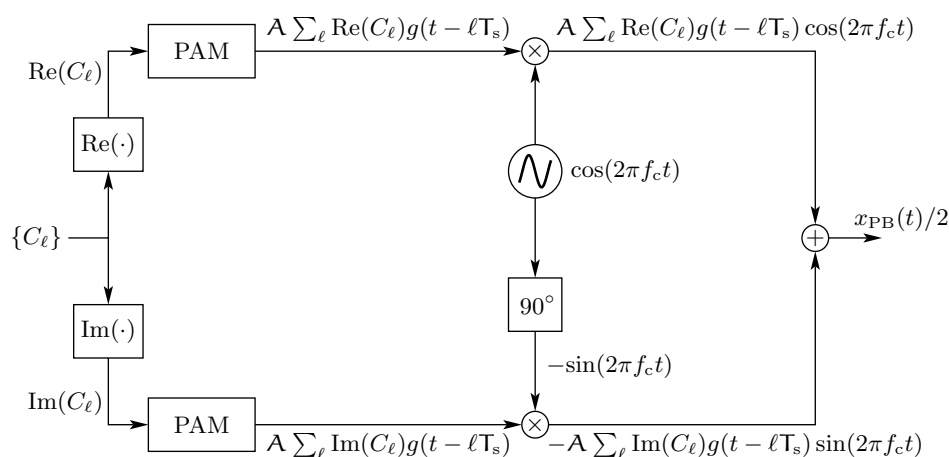 A ∑_ℓ Re(C_ℓ)g(t − ℓT_s)
A ∑_ℓ Re(C_ℓ)g(t − ℓT_s) cos(2πf_c t)
PAM
×
Re(C_ℓ)
Re(·)
cos(2πf_c t)
{C_ℓ}
+
x_PB(t)/2
90°
Im(·)
−sin(2πf_c t)
Im(C_ℓ)
PAM
×
A ∑_ℓ Im(C_ℓ)g(t − ℓT_s)
−A ∑_ℓ Im(C_ℓ)g(t − ℓT_s) sin(2πf_c t)